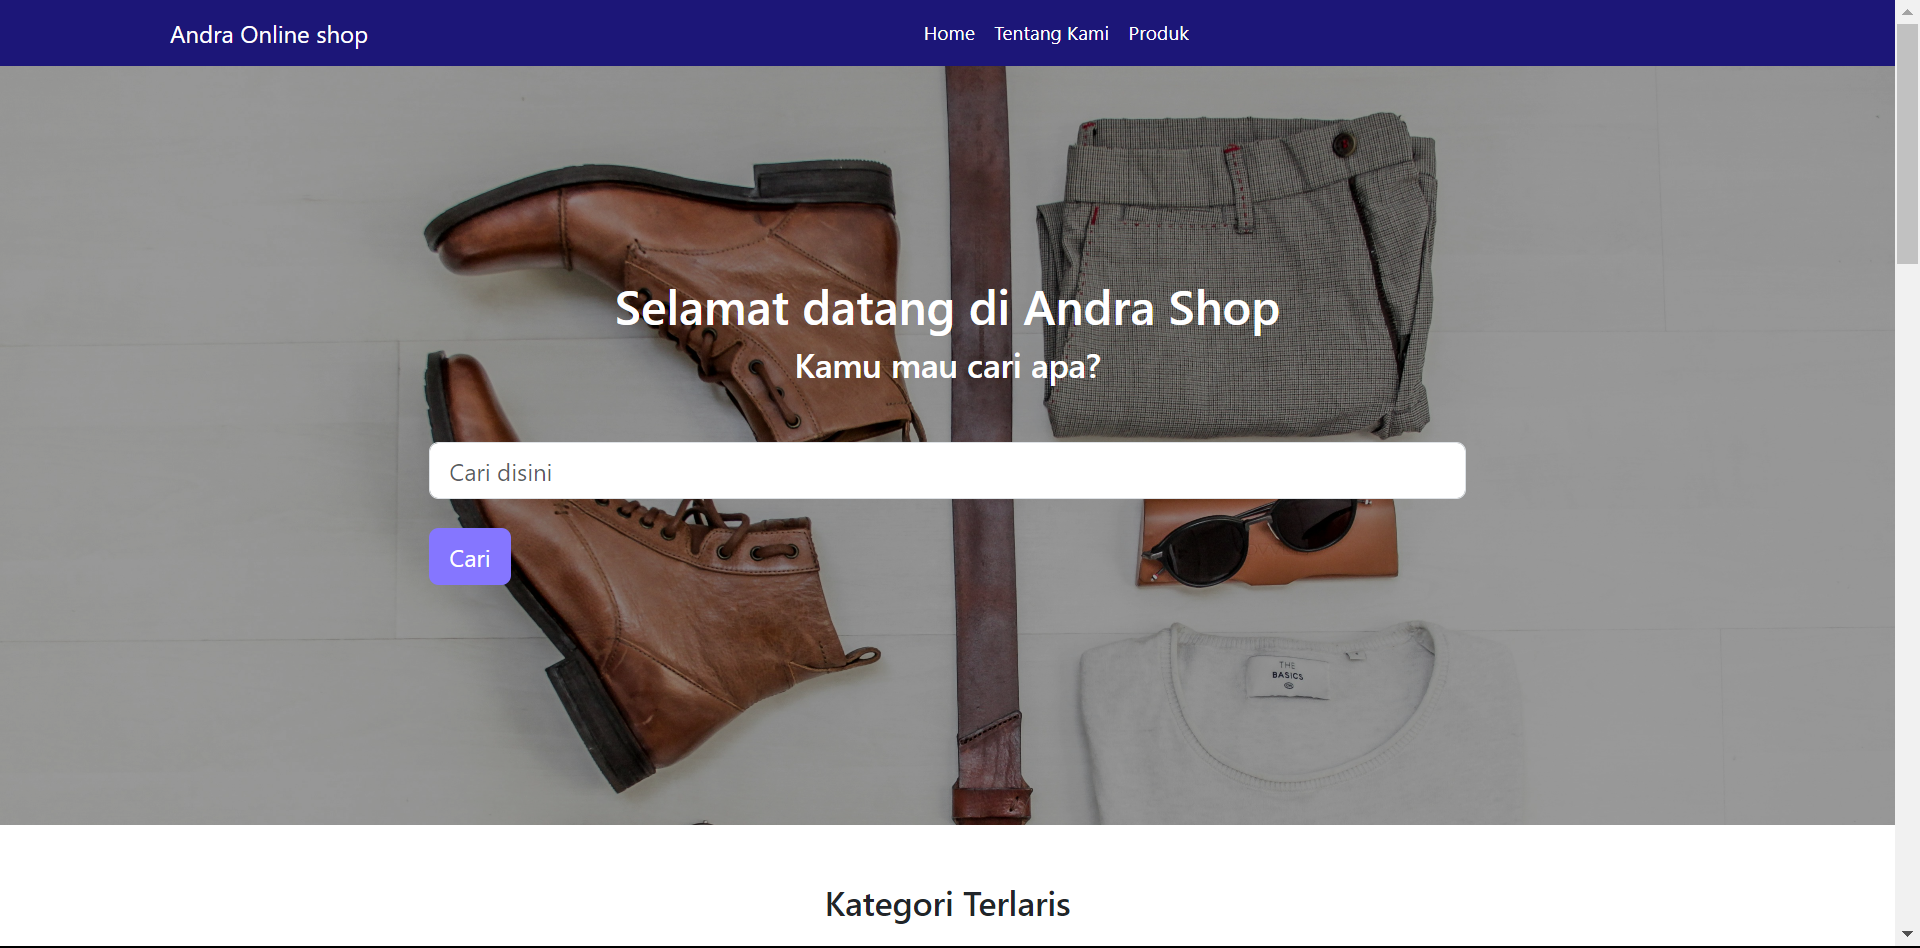 Andra Online shop
Home Tentang Kami Produk
Selamat datang di Andra Shop
Kamu mau cari apa?
Cari disini
Cari
THE
BASICS
Kategori Terlaris